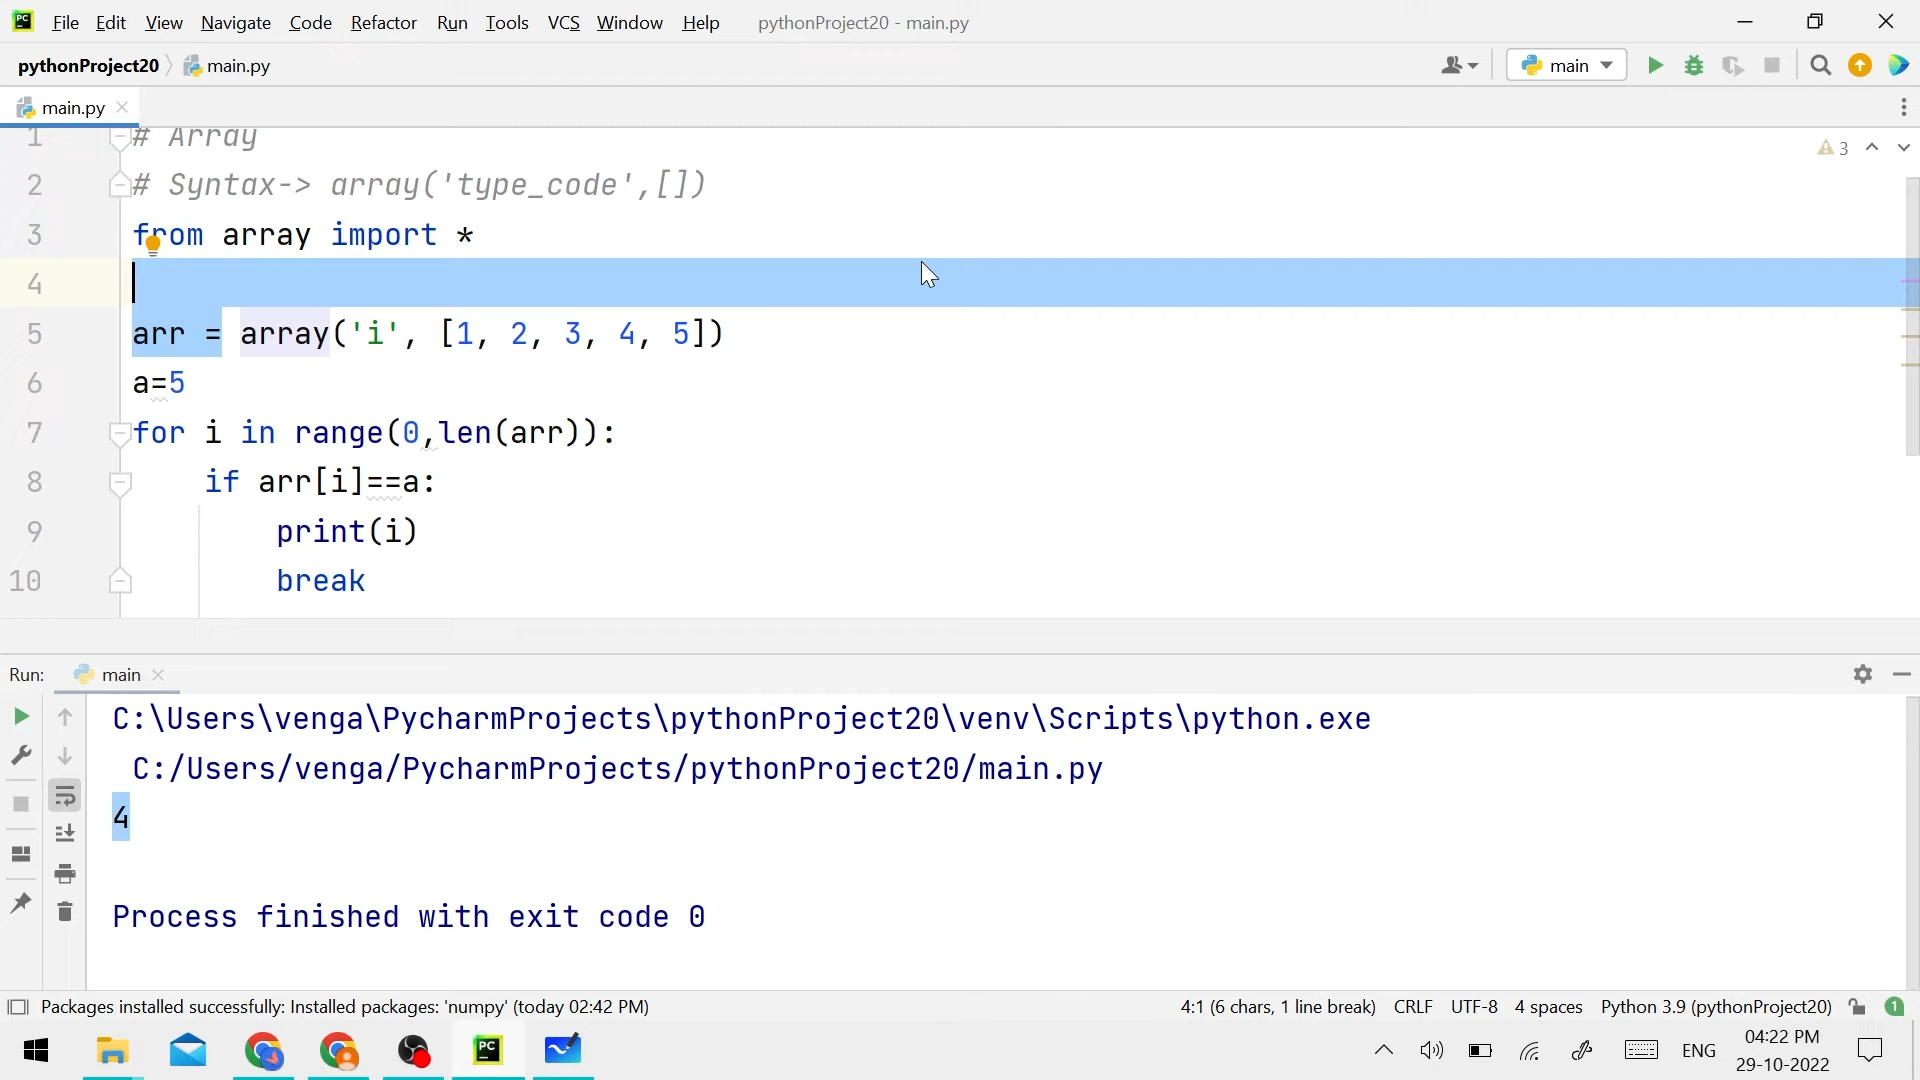 File Edit View Navigate Code Refactor Run Tools VCS Window Help pythonProject20 - main.py
pythonProject20 main.py
main
main.py
3
1 # Array
2 # Syntax-> array('type_code',[])
3 from array import *
4
5 arr = array('i', [1, 2, 3, 4, 5])
6 a=5
7 for i in range(0,len(arr)):
8 if arr[i]==a:
9 print(i)
10 break
Run: main
C:\Users\venga\PycharmProjects\pythonProject20\venv\Scripts\python.exe
C:/Users/venga/PycharmProjects/pythonProject20/main.py
4
Process finished with exit code 0
Packages installed successfully: Installed packages: 'numpy' (today 02:42 PM) 4:1 (6 chars, 1 line break) CRLF UTF-8 4 spaces Python 3.9 (pythonProject20) 1
PC
ENG
04:22 PM
29-10-2022